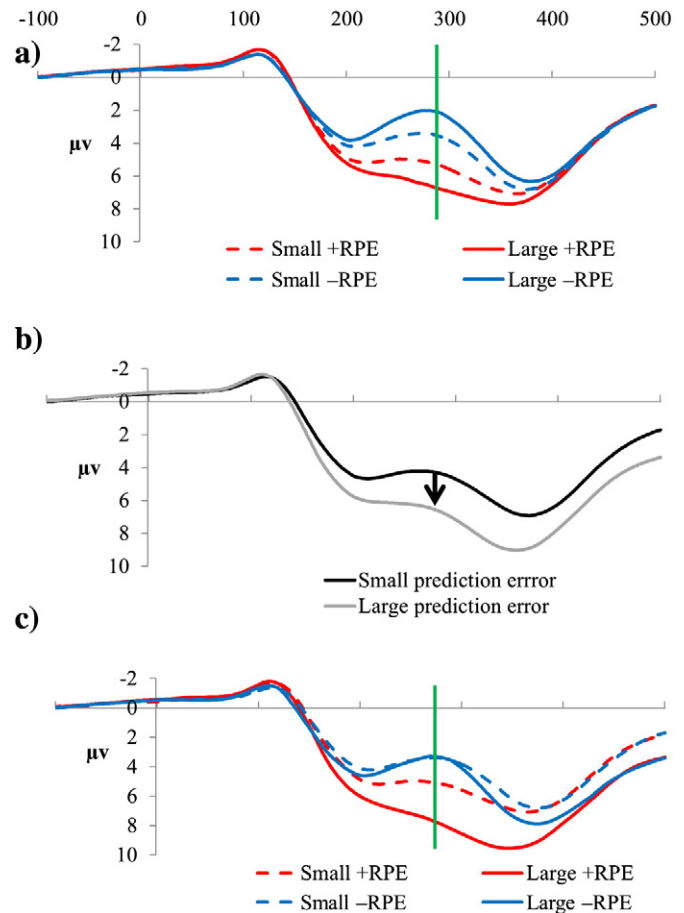 -100 0 100 200 300 400 500
a)
-2
0
2
4
μv
6
8
10
Small +RPE Large +RPE
Small –RPE Large –RPE
b)
-2
0
2
μv 4
6
8
10
Small prediction errror
Large prediction error
c)
-2
0
μv 2
4
6
8
10
Small +RPE Large +RPE
Small –RPE Large –RPE